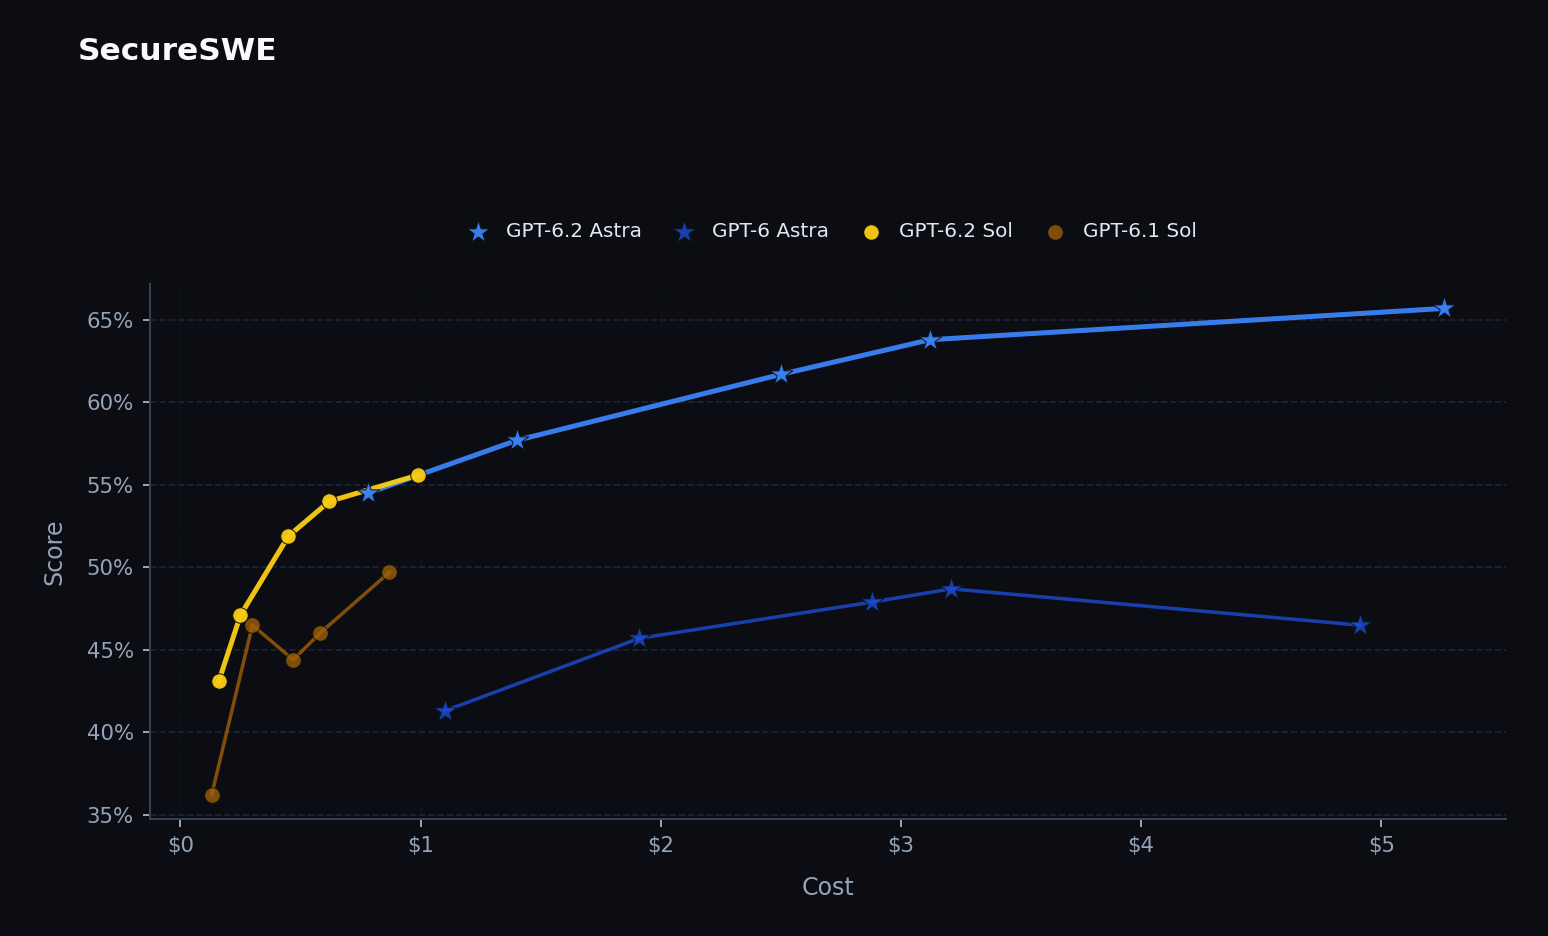 SecureSWE
GPT-6.2 Astra GPT-6 Astra GPT-6.2 Sol GPT-6.1 Sol
65%
60%
55%
50%
45%
40%
35%
Score
$0 $1 $2 $3 $4 $5
Cost